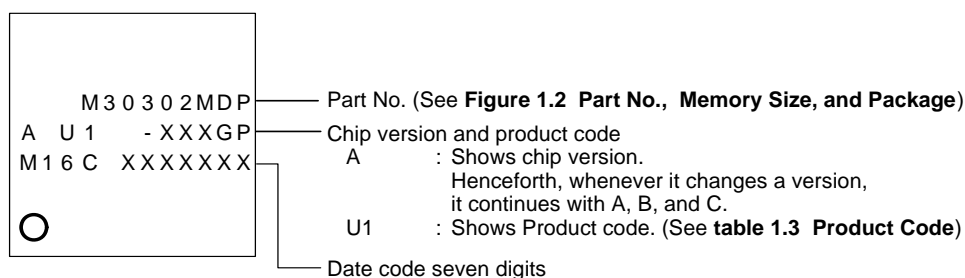 M30302MDP
A U1 -XXXGP
M16C XXXXXXX
Part No. (See Figure 1.2 Part No., Memory Size, and Package)
Chip version and product code
A : Shows chip version.
Henceforth, whenever it changes a version,
it continues with A, B, and C.
U1 : Shows Product code. (See table 1.3 Product Code)
Date code seven digits